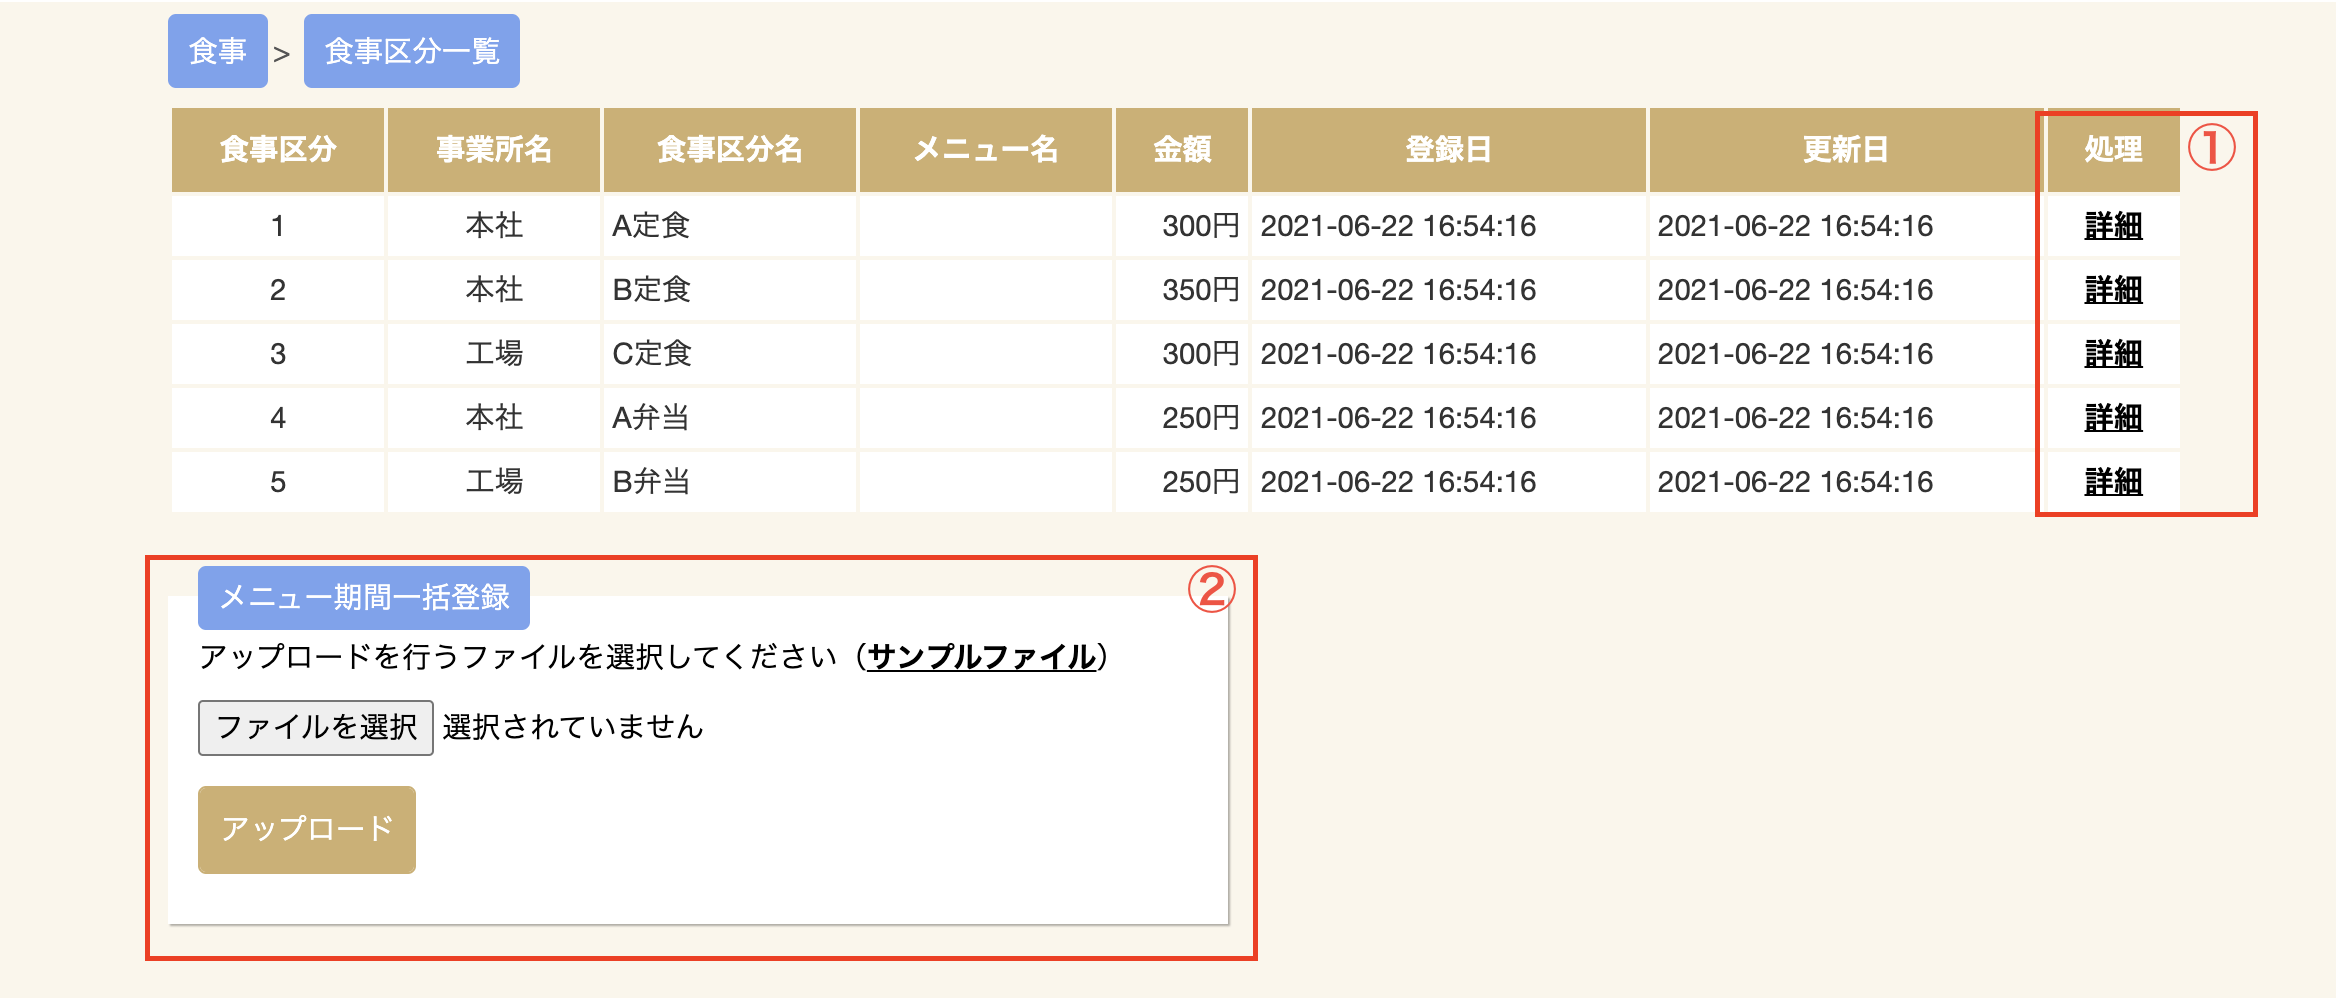 食事 > 食事区分一覧
食事区分 事業所名 食事区分名 メニュー名 金額 登録日 更新日 処理 ①
1 本社 A定食 300円 2021-06-22 16:54:16 2021-06-22 16:54:16 詳細
2 本社 B定食 350円 2021-06-22 16:54:16 2021-06-22 16:54:16 詳細
3 工場 C定食 300円 2021-06-22 16:54:16 2021-06-22 16:54:16 詳細
4 本社 A弁当 250円 2021-06-22 16:54:16 2021-06-22 16:54:16 詳細
5 工場 B弁当 250円 2021-06-22 16:54:16 2021-06-22 16:54:16 詳細
メニュー期間一括登録 ②
アップロードを行うファイルを選択してください（サンプルファイル）
ファイルを選択 選択されていません
アップロード